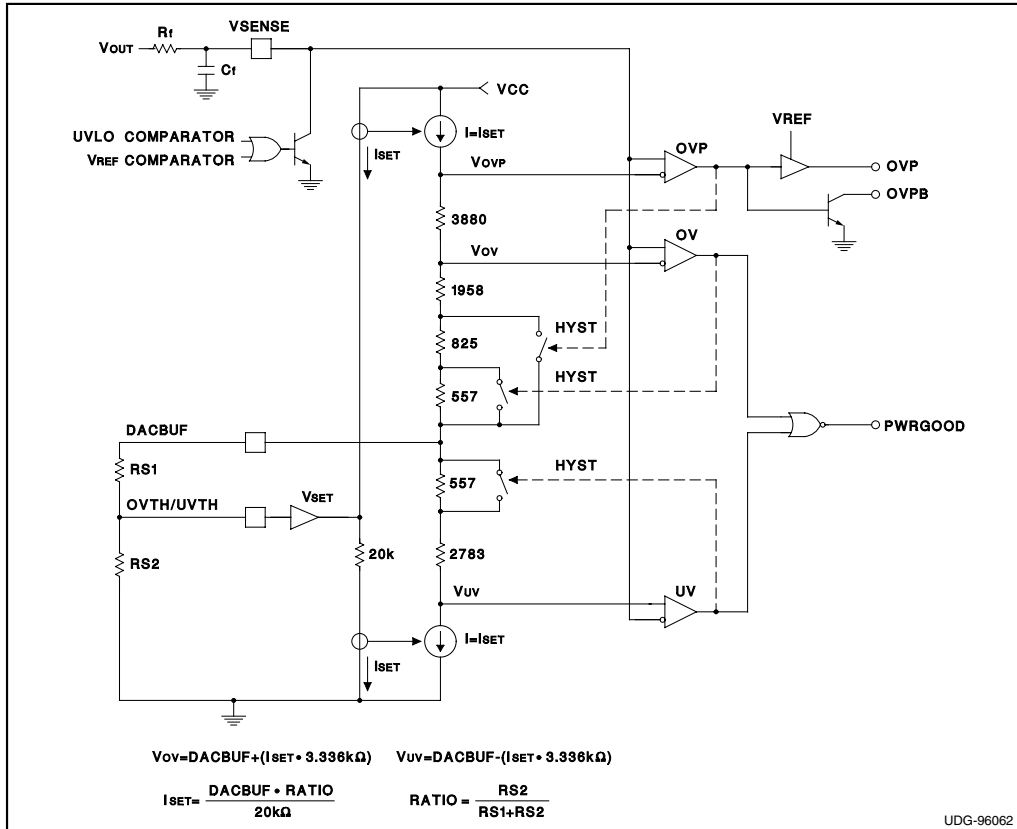 Rf
VSENSE
VOUT
Cf
VCC
UVLO COMPARATOR
VREF COMPARATOR
ISET
I=ISET
VREF
VOVP
OVP
OVP
OVPB
3880
VOV
OV
1958
HYST
825
HYST
557
DACBUF
PWRGOOD
RS1
HYST
557
OVTH/UVTH
VSET
20k
2783
RS2
VUV
UV
I=ISET
ISET
VOV=DACBUF+(ISET• 3.336kΩ) VUV=DACBUF-(ISET• 3.336kΩ)
ISET= DACBUF • RATIO
20kΩ
RATIO = RS2
RS1+RS2
UDG-96062